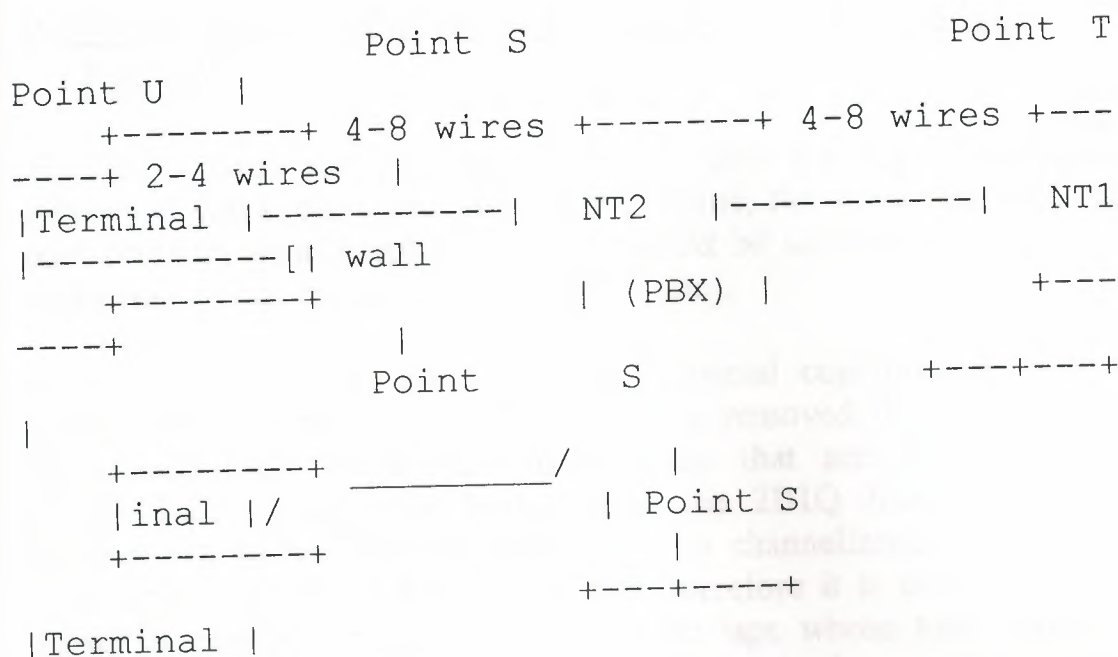 Point S Point T
Point U |
+--------+ 4-8 wires +-------+ 4-8 wires +---
----+ 2-4 wires |
|Terminal |-----------| NT2 |-----------| NT1
|-----------[| wall
+--------+ | (PBX) | +---
----+ |
Point S +---+---+
|
+---------+ __________/ |
|inal |/ | Point S
+---------+ |
+---+-----+
|Terminal |